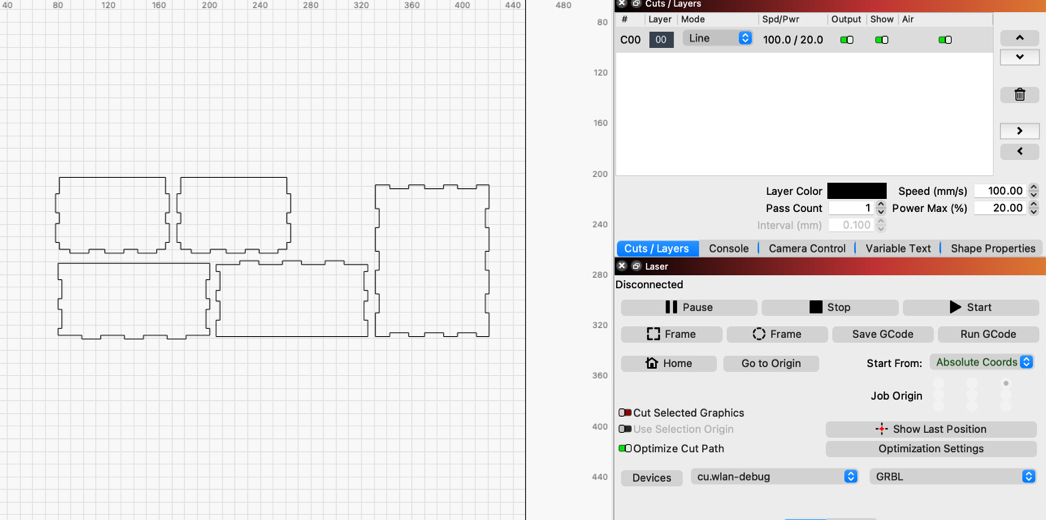 40 80 120 160 200 240 280 320 360 400 440 480
Cuts / Layers
# Layer Mode Spd/Pwr Output Show Air
C00 00 Line 100.0 / 20.0
80
120
160
200
240
280
320
360
400
440
Layer Color Speed (mm/s) 100.00
Pass Count 1 Power Max (%) 20.00
Interval (mm) 0.100
Cuts / Layers Console Camera Control Variable Text Shape Properties
Laser
Disconnected
Pause Stop Start
Frame Frame Save GCode Run GCode
Home Go to Origin Start From: Absolute Coords
Job Origin
Cut Selected Graphics
Use Selection Origin Show Last Position
Optimize Cut Path Optimization Settings
Devices cu.wlan-debug GRBL